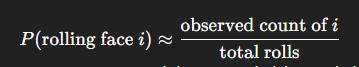 P(rolling face i) ≈ observed count of i / total rolls